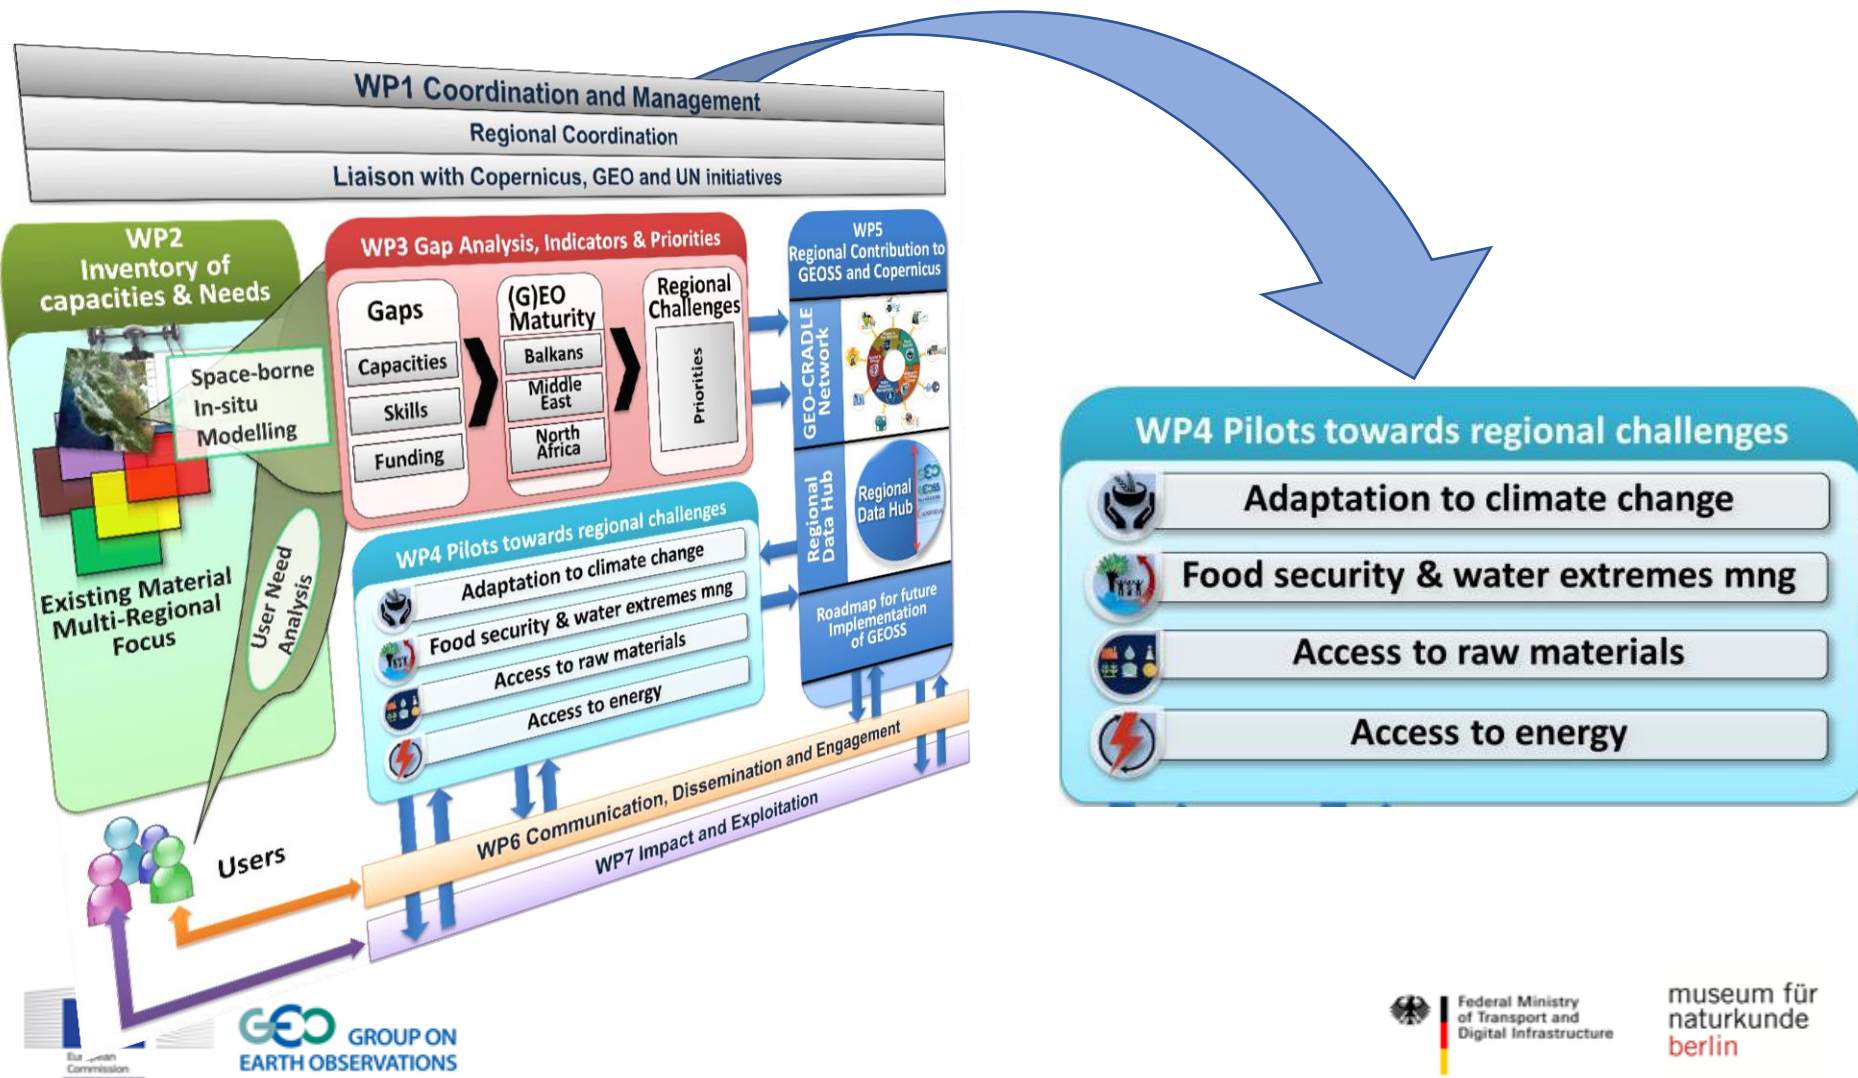 WP1 Coordination and Management
Regional Coordination
Liaison with Copernicus, GEO and UN initiatives
WP2
Inventory of
capacities & Needs
Space-borne
In-situ
Modelling
Existing Material
Multi-Regional
Focus
User Need
Analysis
Users
WP3 Gap Analysis, Indicators & Priorities
Gaps
Capacities
Skills
Funding
(G)EO
Maturity
Balkans
Middle
East
North
Africa
Regional
Challenges
Priorities
WP4 Pilots towards regional challenges
Adaptation to climate change
Food security & water extremes mng
Access to raw materials
Access to energy
WP5
Regional Contribution to
GEOSS and Copernicus
GEO-CRADLE
Network
Regional
Data Hub
Regional
Data Hub
GEO
GEOSS
Roadmap for future
Implementation
of GEOSS
WP6 Communication, Dissemination and Engagement
WP7 Impact and Exploitation
WP4 Pilots towards regional challenges
Adaptation to climate change
Food security & water extremes mng
Access to raw materials
Access to energy
Commission
GEO GROUP ON
EARTH OBSERVATIONS
Federal Ministry
of Transport and
Digital Infrastructure
museum für
naturkunde
berlin